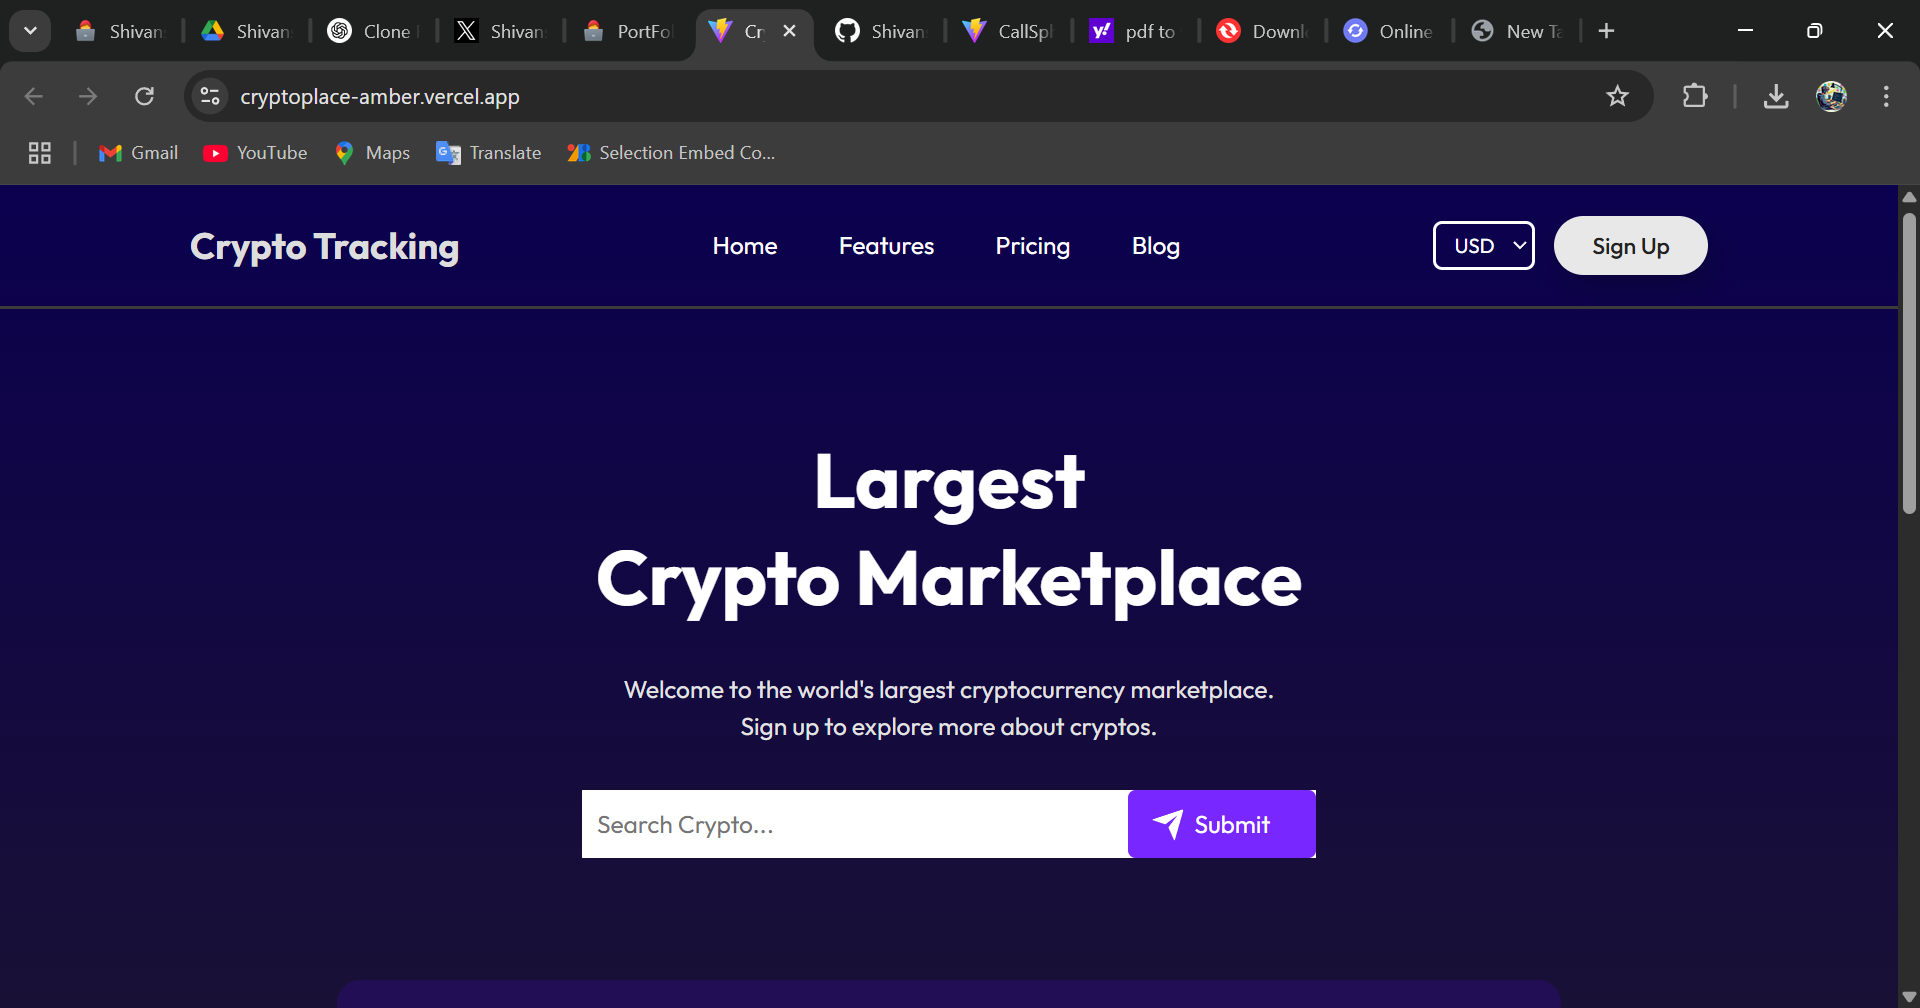 Shivan
Shivan
Clone
Shivan
PortFol
Cr
Shivan
CallSph
pdf to
Downl
Online
New Ta
cryptoplace-amber.vercel.app
Gmail
YouTube
Maps
Translate
Selection Embed Co...
Crypto Tracking
Home
Features
Pricing
Blog
USD
Sign Up
Largest
Crypto Marketplace
Welcome to the world's largest cryptocurrency marketplace.
Sign up to explore more about cryptos.
Search Crypto...
Submit